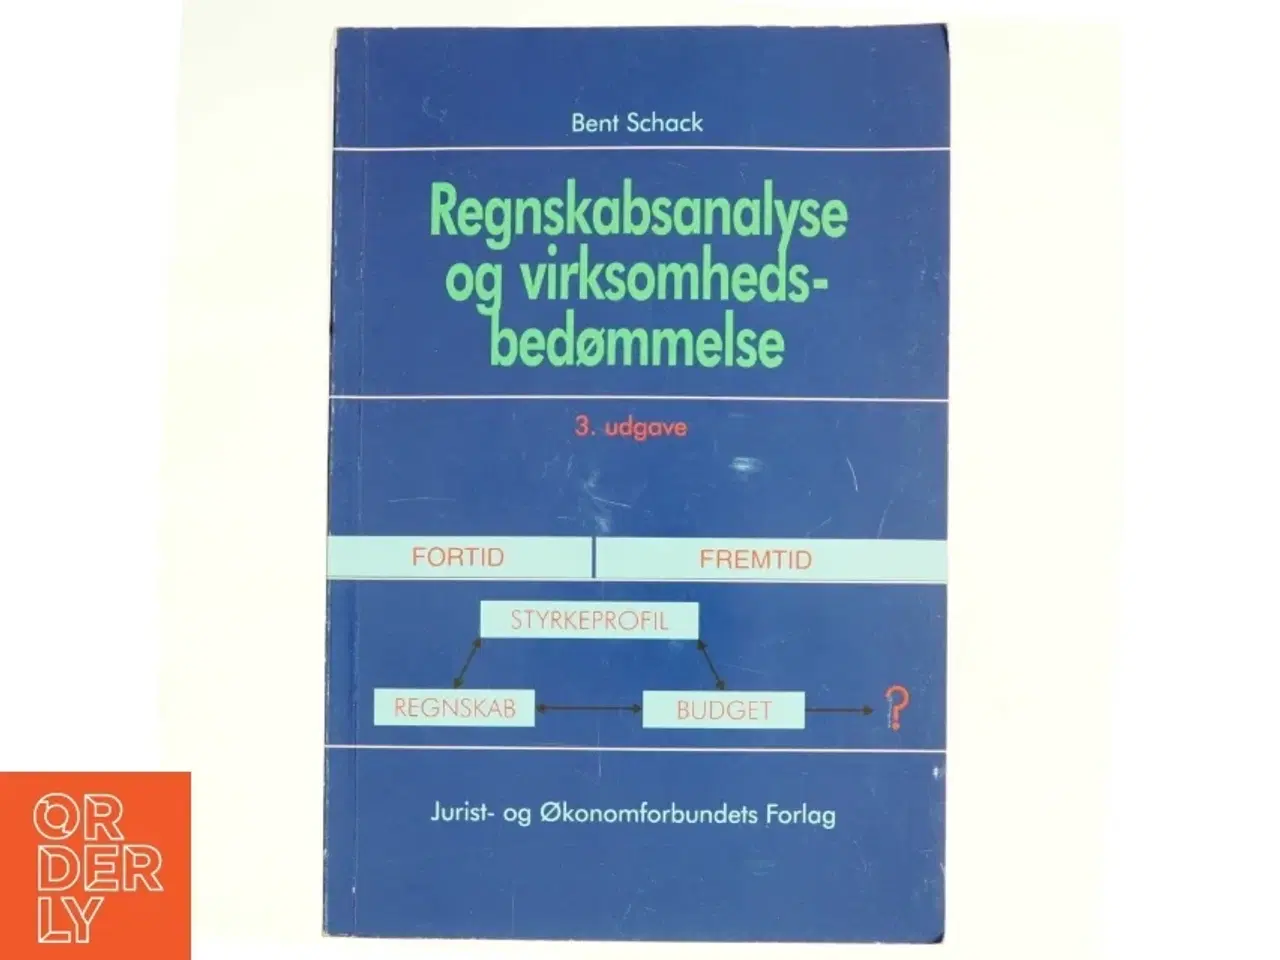 Bent Schack
Regnskabsanalyse
og virksomheds-
bedømmelse
3. udgave
FORTID
FREMTID
STYRKEPROFIL
REGNSKAB
BUDGET
?
Jurist- og Økonomforbundets Forlag
OR
DER
LY